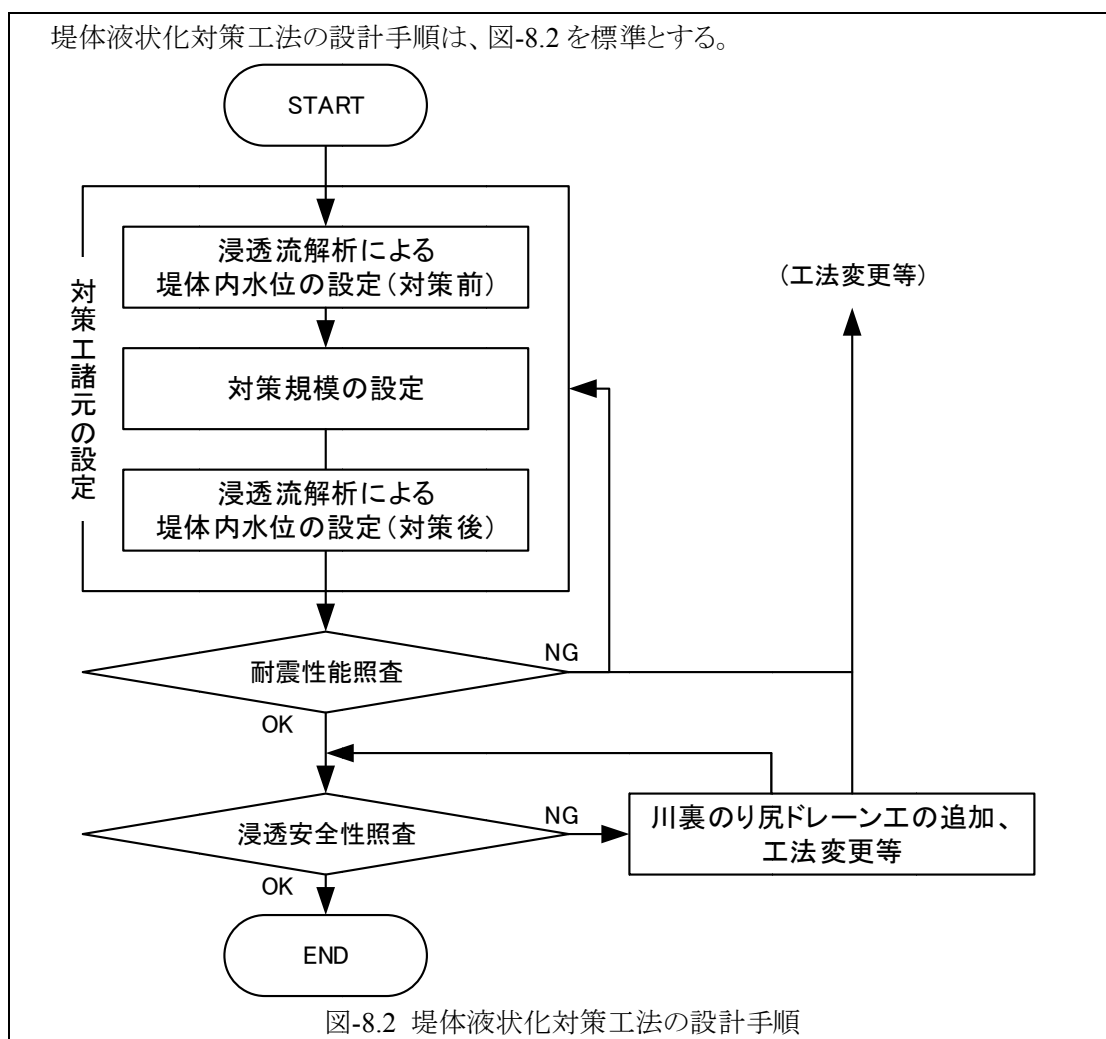 堤体液状化対策工法の設計手順は、図-8.2 を標準とする。
START
対策工諸元の設定
浸透流解析による
堤体内水位の設定（対策前）
対策規模の設定
浸透流解析による
堤体内水位の設定（対策後）
（工法変更等）
耐震性能照査
NG
OK
浸透安全性照査
NG
川裏のり尻ドレーン工の追加、
工法変更等
OK
END
図-8.2 堤体液状化対策工法の設計手順